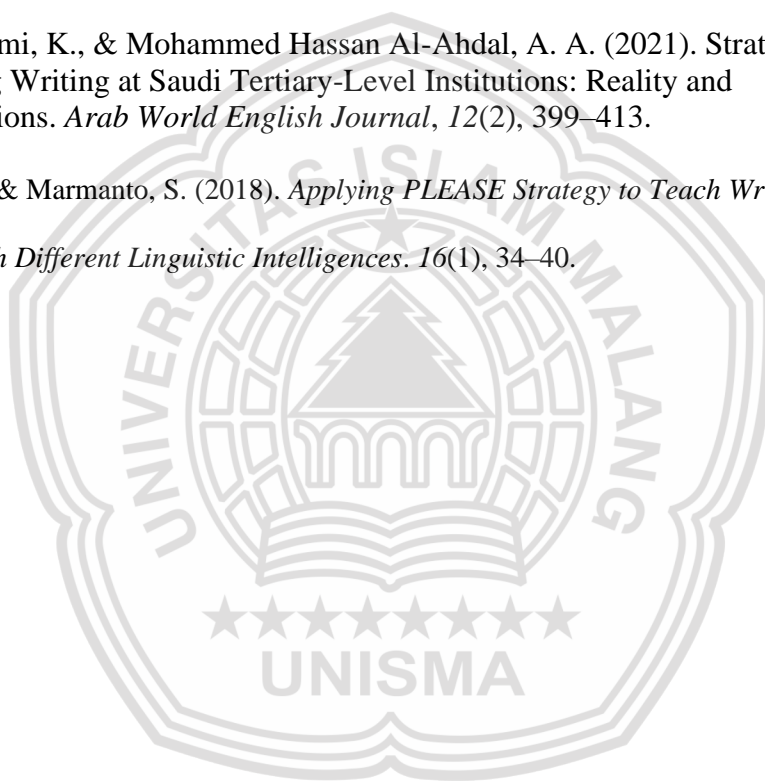 mi, K., & Mohammed Hassan Al-Ahdal, A. A. (2021). Strat
g Writing at Saudi Tertiary-Level Institutions: Reality and
ions. Arab World English Journal, 12(2), 399–413.
& Marmanto, S. (2018). Applying PLEASE Strategy to Teach Wr
h Different Linguistic Intelligences. 16(1), 34–40.
UNIVERSITAS ISLAM MALANG
UNISMA